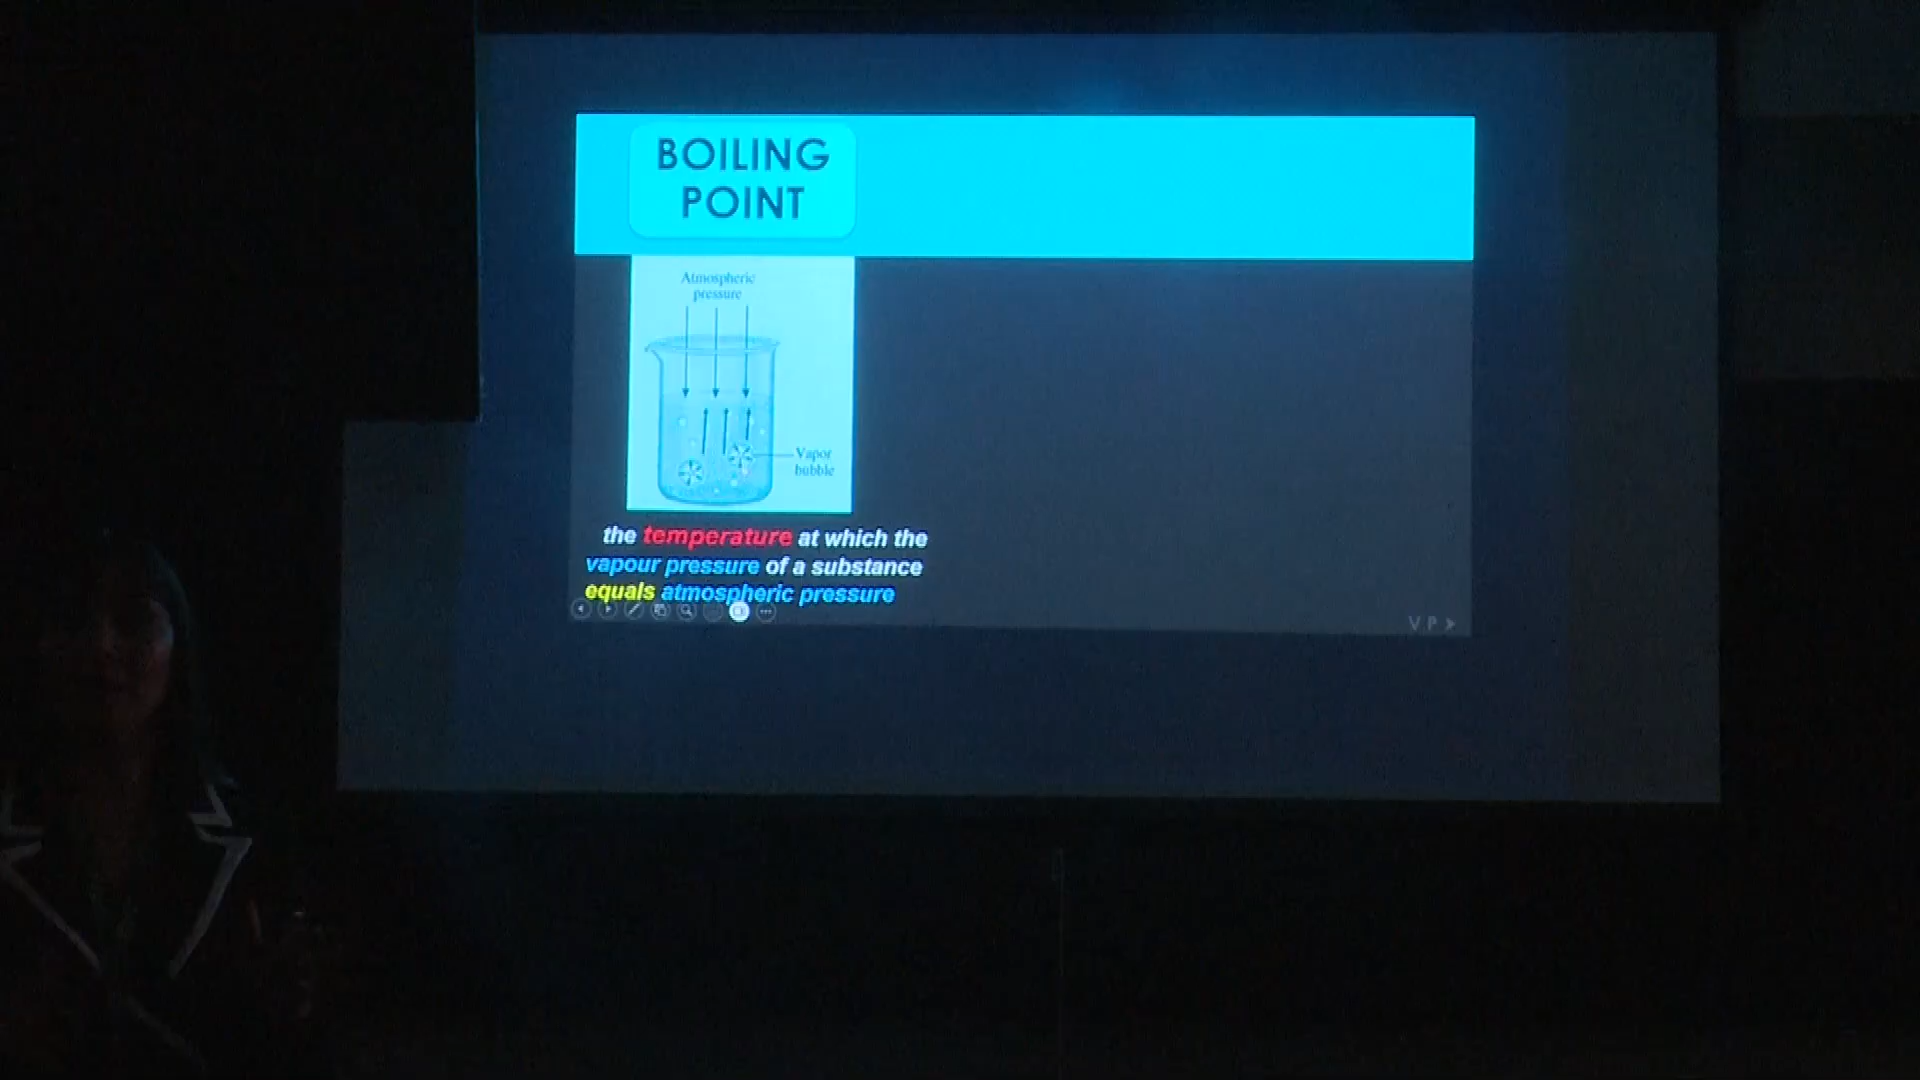 BOILING
POINT
Atmospheric
pressure
Vapor
bubble
the temperature at which the
vapour pressure of a substance
equals atmospheric pressure
V P